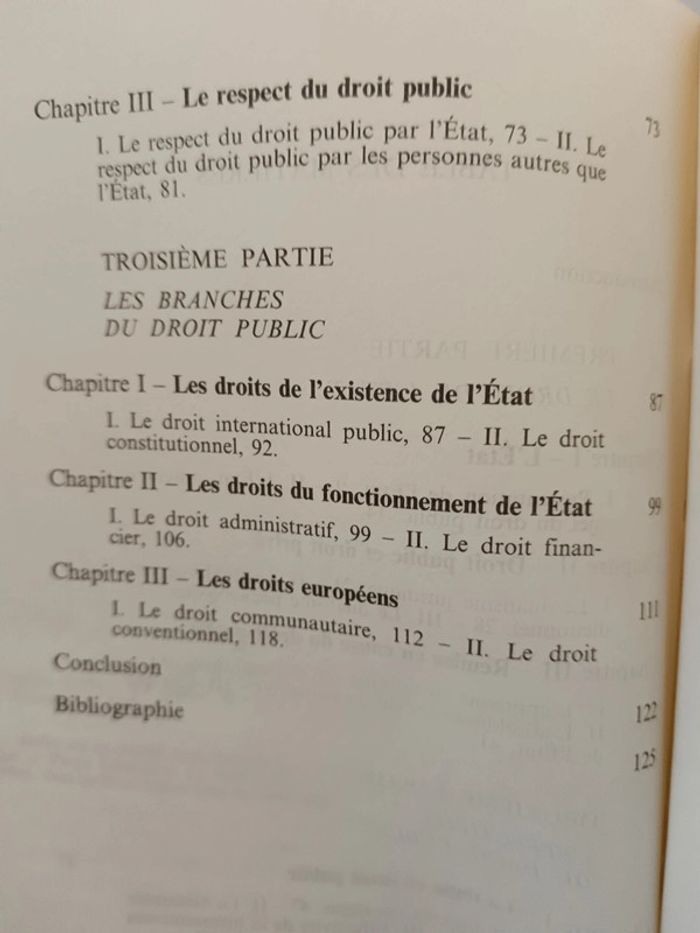 Chapitre III – Le respect du droit public 73
I. Le respect du droit public par l'État, 73 – II. Le
respect du droit public par les personnes autres que
l'État, 81.
TROISIÈME PARTIE
LES BRANCHES
DU DROIT PUBLIC
Chapitre I – Les droits de l'existence de l'État 87
I. Le droit international public, 87 – II. Le droit
constitutionnel, 92.
Chapitre II – Les droits du fonctionnement de l'État 99
I. Le droit administratif, 99 – II. Le droit finan-
cier, 106.
Chapitre III – Les droits européens 111
I. Le droit communautaire, 112 – II. Le droit
conventionnel, 118.
Conclusion 122
Bibliographie 125